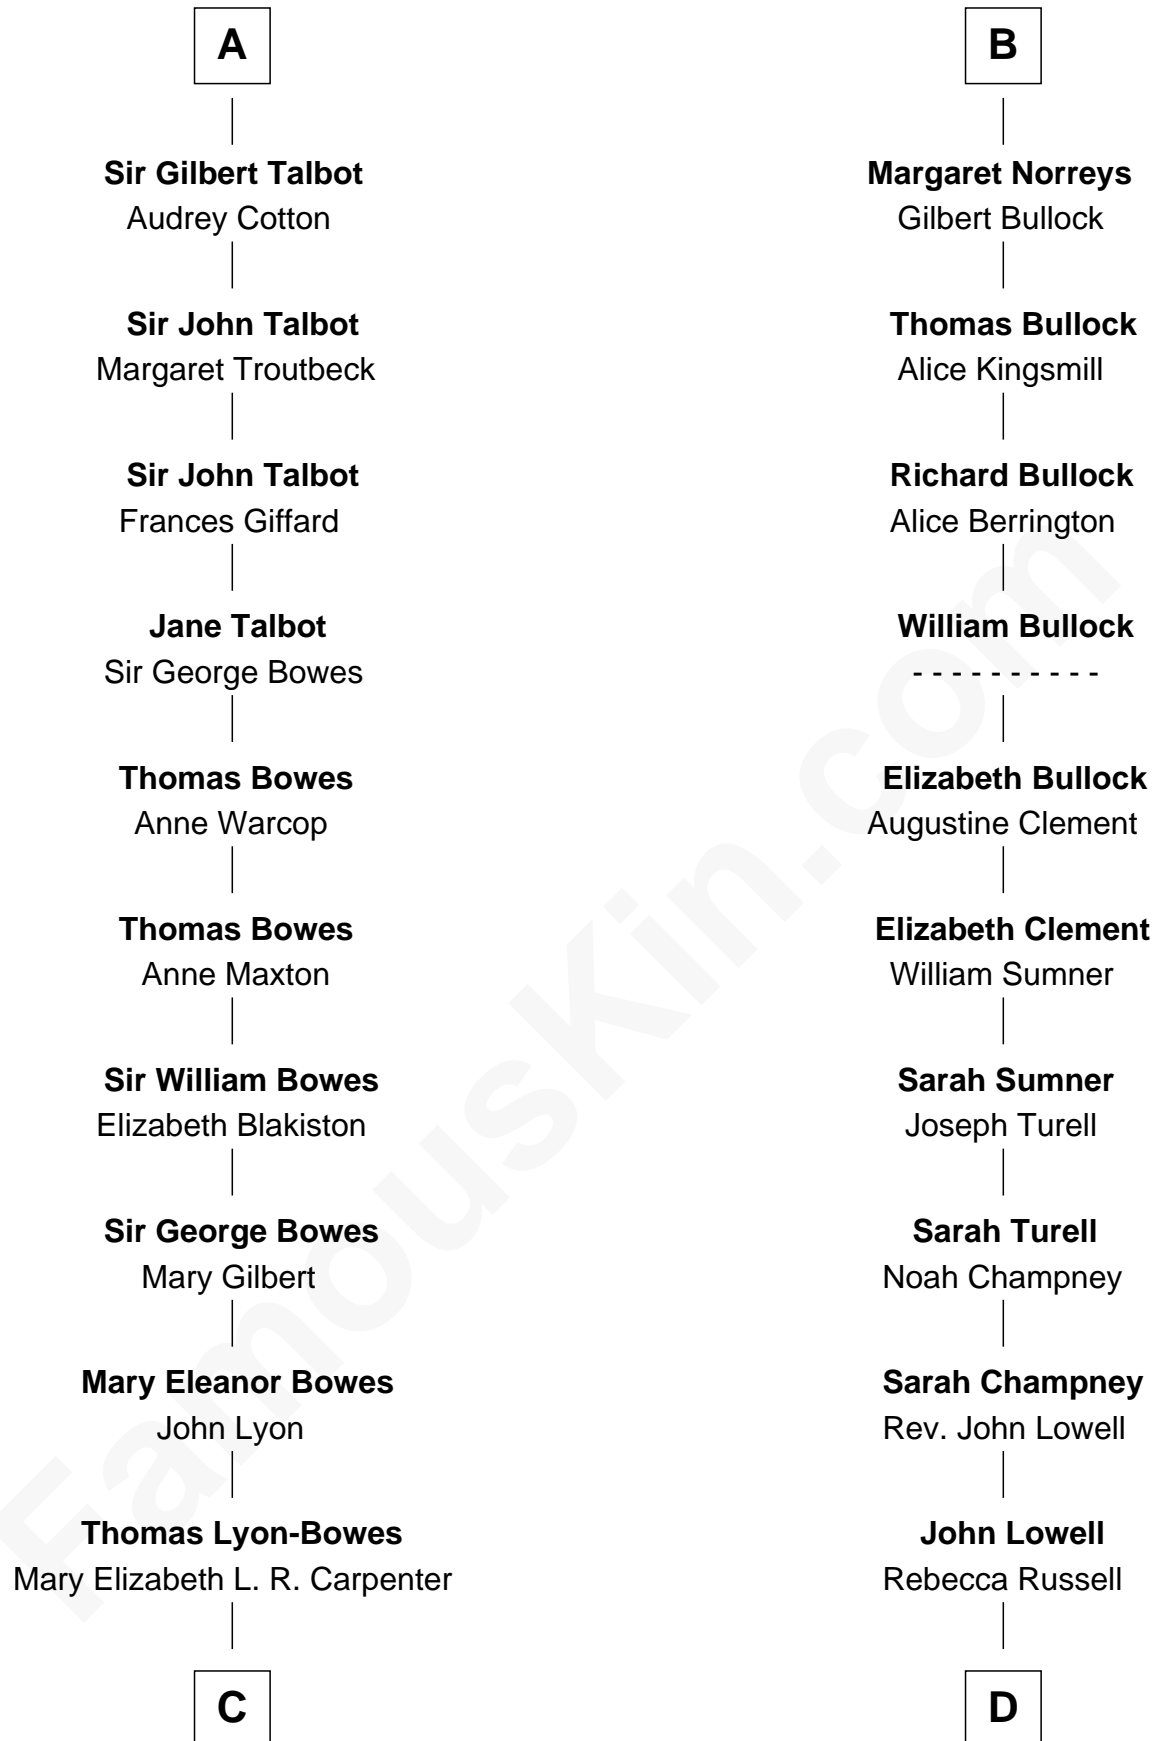 A
Sir Gilbert Talbot
Audrey Cotton
Sir John Talbot
Margaret Troutbeck
Sir John Talbot
Frances Giffard
Jane Talbot
Sir George Bowes
Thomas Bowes
Anne Warcop
Thomas Bowes
Anne Maxton
Sir William Bowes
Elizabeth Blakiston
Sir George Bowes
Mary Gilbert
Mary Eleanor Bowes
John Lyon
Thomas Lyon-Bowes
Mary Elizabeth L. R. Carpenter
C
B
Margaret Norreys
Gilbert Bullock
Thomas Bullock
Alice Kingsmill
Richard Bullock
Alice Berrington
William Bullock
- - - - - - - - - -
Elizabeth Bullock
Augustine Clement
Elizabeth Clement
William Sumner
Sarah Sumner
Joseph Turell
Sarah Turell
Noah Champney
Sarah Champney
Rev. John Lowell
John Lowell
Rebecca Russell
D
FamousKin.com